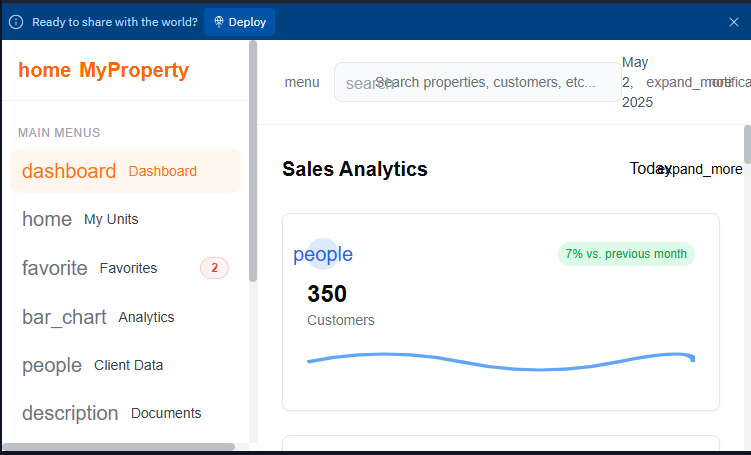 Ready to share with the world? Deploy
home MyProperty
MAIN MENUS
dashboard Dashboard
home My Units
favorite Favorites 2
bar_chart Analytics
people Client Data
description Documents
menu
search
Search properties, customers, etc...
May
2,
2025
expand_more
Sales Analytics
Today
expand_more
people
7% vs. previous month
350
Customers